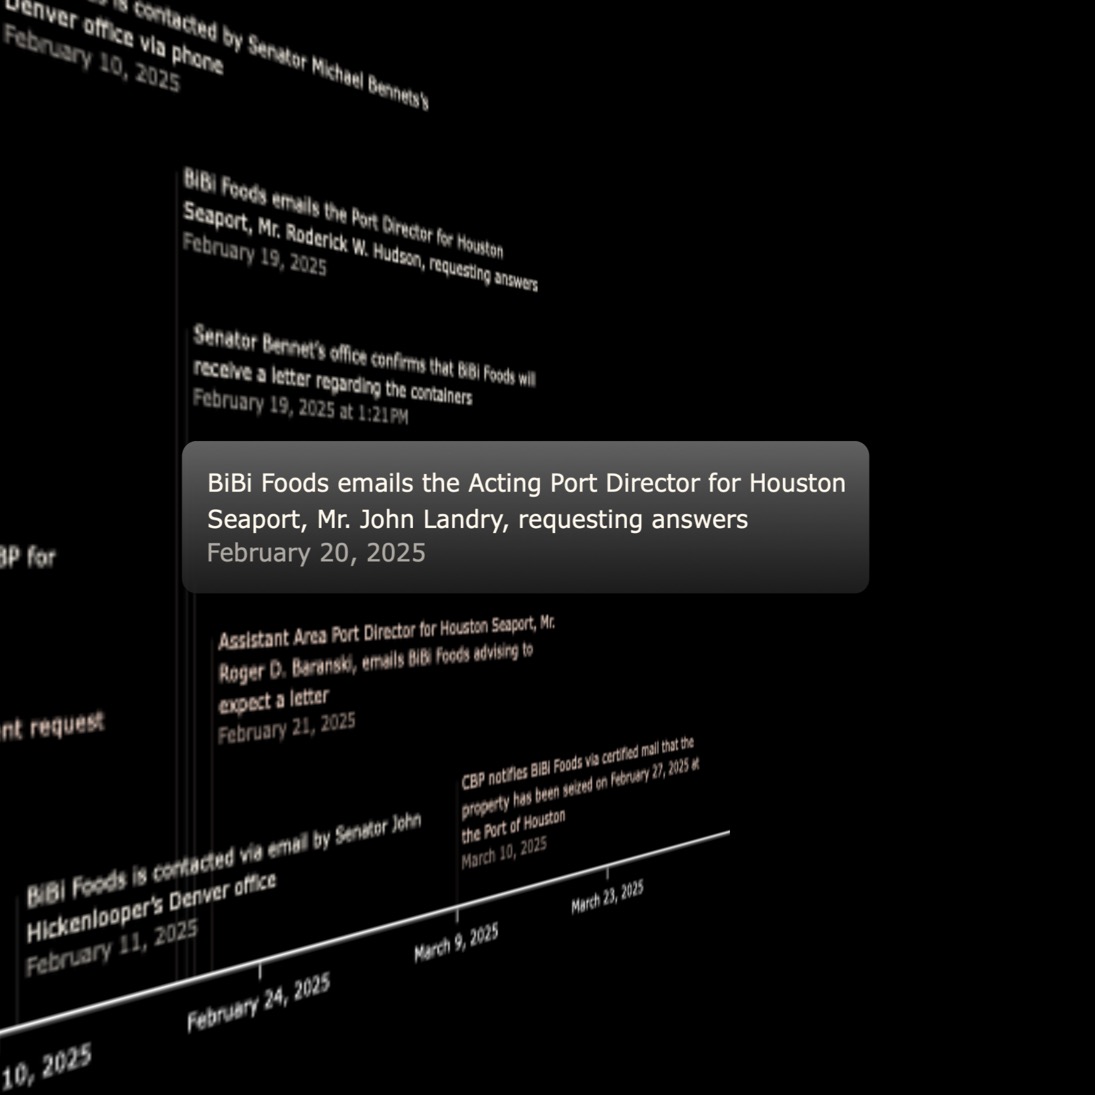 is contacted by Senator Michael Bennets's
Denver office via phone
February 10, 2025
BiBi Foods emails the Port Director for Houston
Seaport, Mr. Roderick W. Hudson, requesting answers
February 19, 2025
Senator Bennet's office confirms that BiBi Foods will
receive a letter regarding the containers
February 19, 2025 at 1:21PM
BiBi Foods emails the Acting Port Director for Houston
Seaport, Mr. John Landry, requesting answers
February 20, 2025
BP for
Assistant Area Port Director for Houston Seaport, Mr.
Roger D. Baranski, emails BiBi Foods advising to
expect a letter
February 21, 2025
nt request
CBP notifies BiBi Foods via certified mail that the
property has been seized on February 27, 2025 at
the Port of Houston
March 10, 2025
BiBi Foods is contacted via email by Senator John
Hickenlooper's Denver office
February 11, 2025
10, 2025
February 24, 2025
March 9, 2025
March 23, 2025